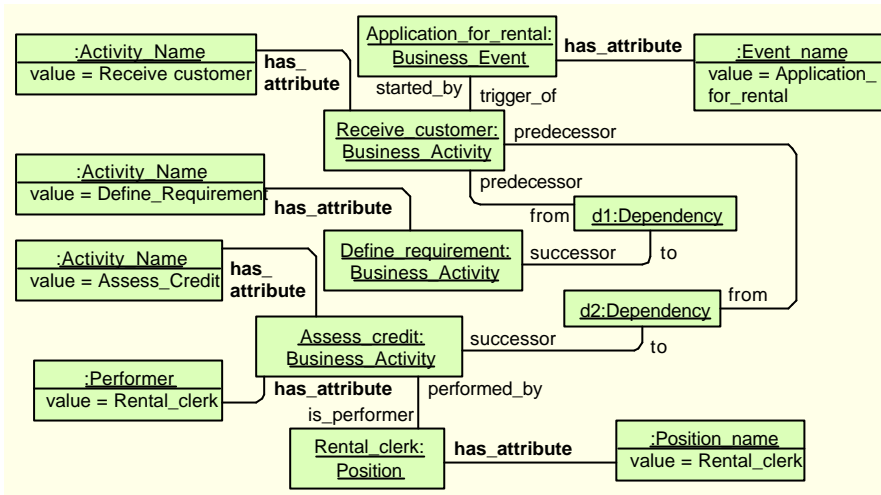 :Activity_Name
value = Receive customer
has_
attribute
Application_for_rental:
Business_Event
has_attribute
:Event_name
value = Application_
for_rental
started_by
trigger_of
Receive_customer:
Business_Activity
predecessor
predecessor
:Activity_Name
value = Define_Requirement
has_attribute
from
d1:Dependency
Define_requirement:
Business_Activity
successor
to
:Activity_Name
value = Assess_Credit
has_
attribute
d2:Dependency
from
Assess_credit:
Business_Activity
successor
to
:Performer
value = Rental_clerk
has_attribute
performed_by
is_performer
Rental_clerk:
Position
has_attribute
:Position_name
value = Rental_clerk